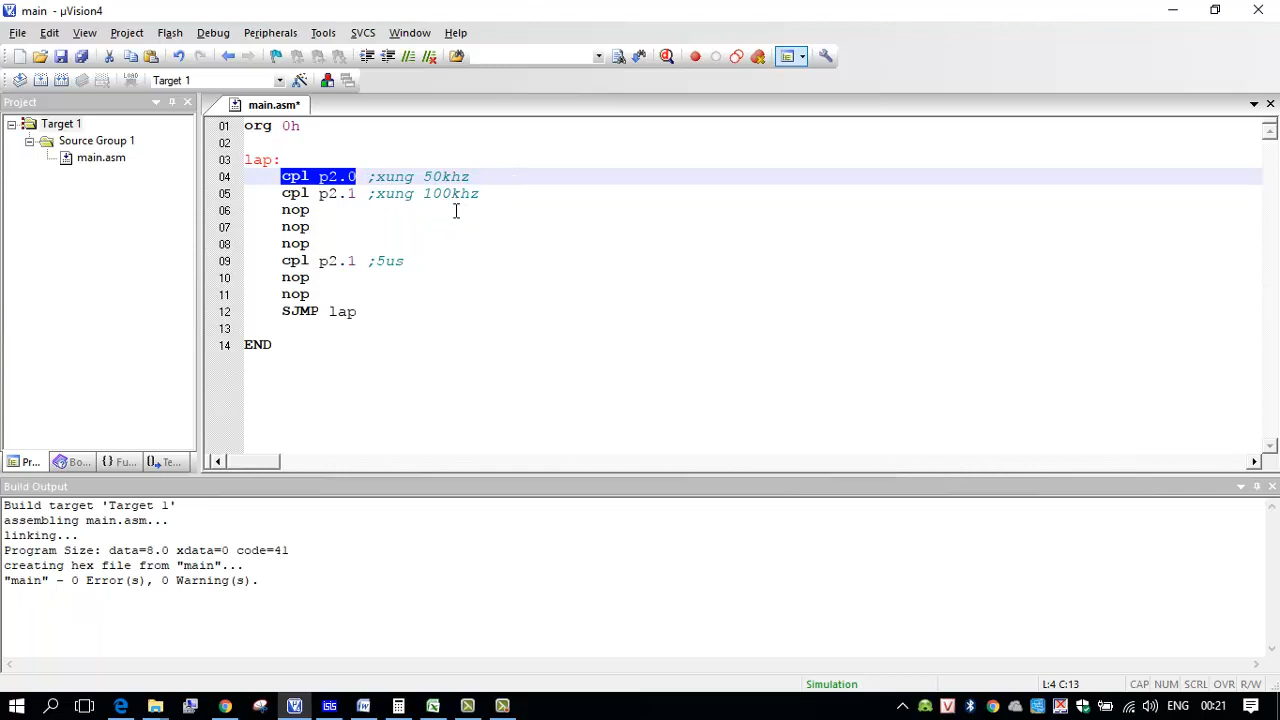 main - µVision4
File Edit View Project Flash Debug Peripherals Tools SVCS Window Help
LOAD Target 1
Project
main.asm*
Target 1
Source Group 1
main.asm
01 org 0h
02
03 lap:
04 cpl p2.0 ;xung 50khz
05 cpl p2.1 ;xung 100khz
06 nop
07 nop
08 nop
09 cpl p2.1 ;5us
10 nop
11 nop
12 SJMP lap
13
14 END
Pr... Bo... {} Fu... Te...
Build Output
Build target 'Target 1'
assembling main.asm...
linking...
Program Size: data=8.0 xdata=0 code=41
creating hex file from "main"...
"main" - 0 Error(s), 0 Warning(s).
Simulation L:4 C:13 CAP NUM SCRL OVR R/W
ENG 00:21